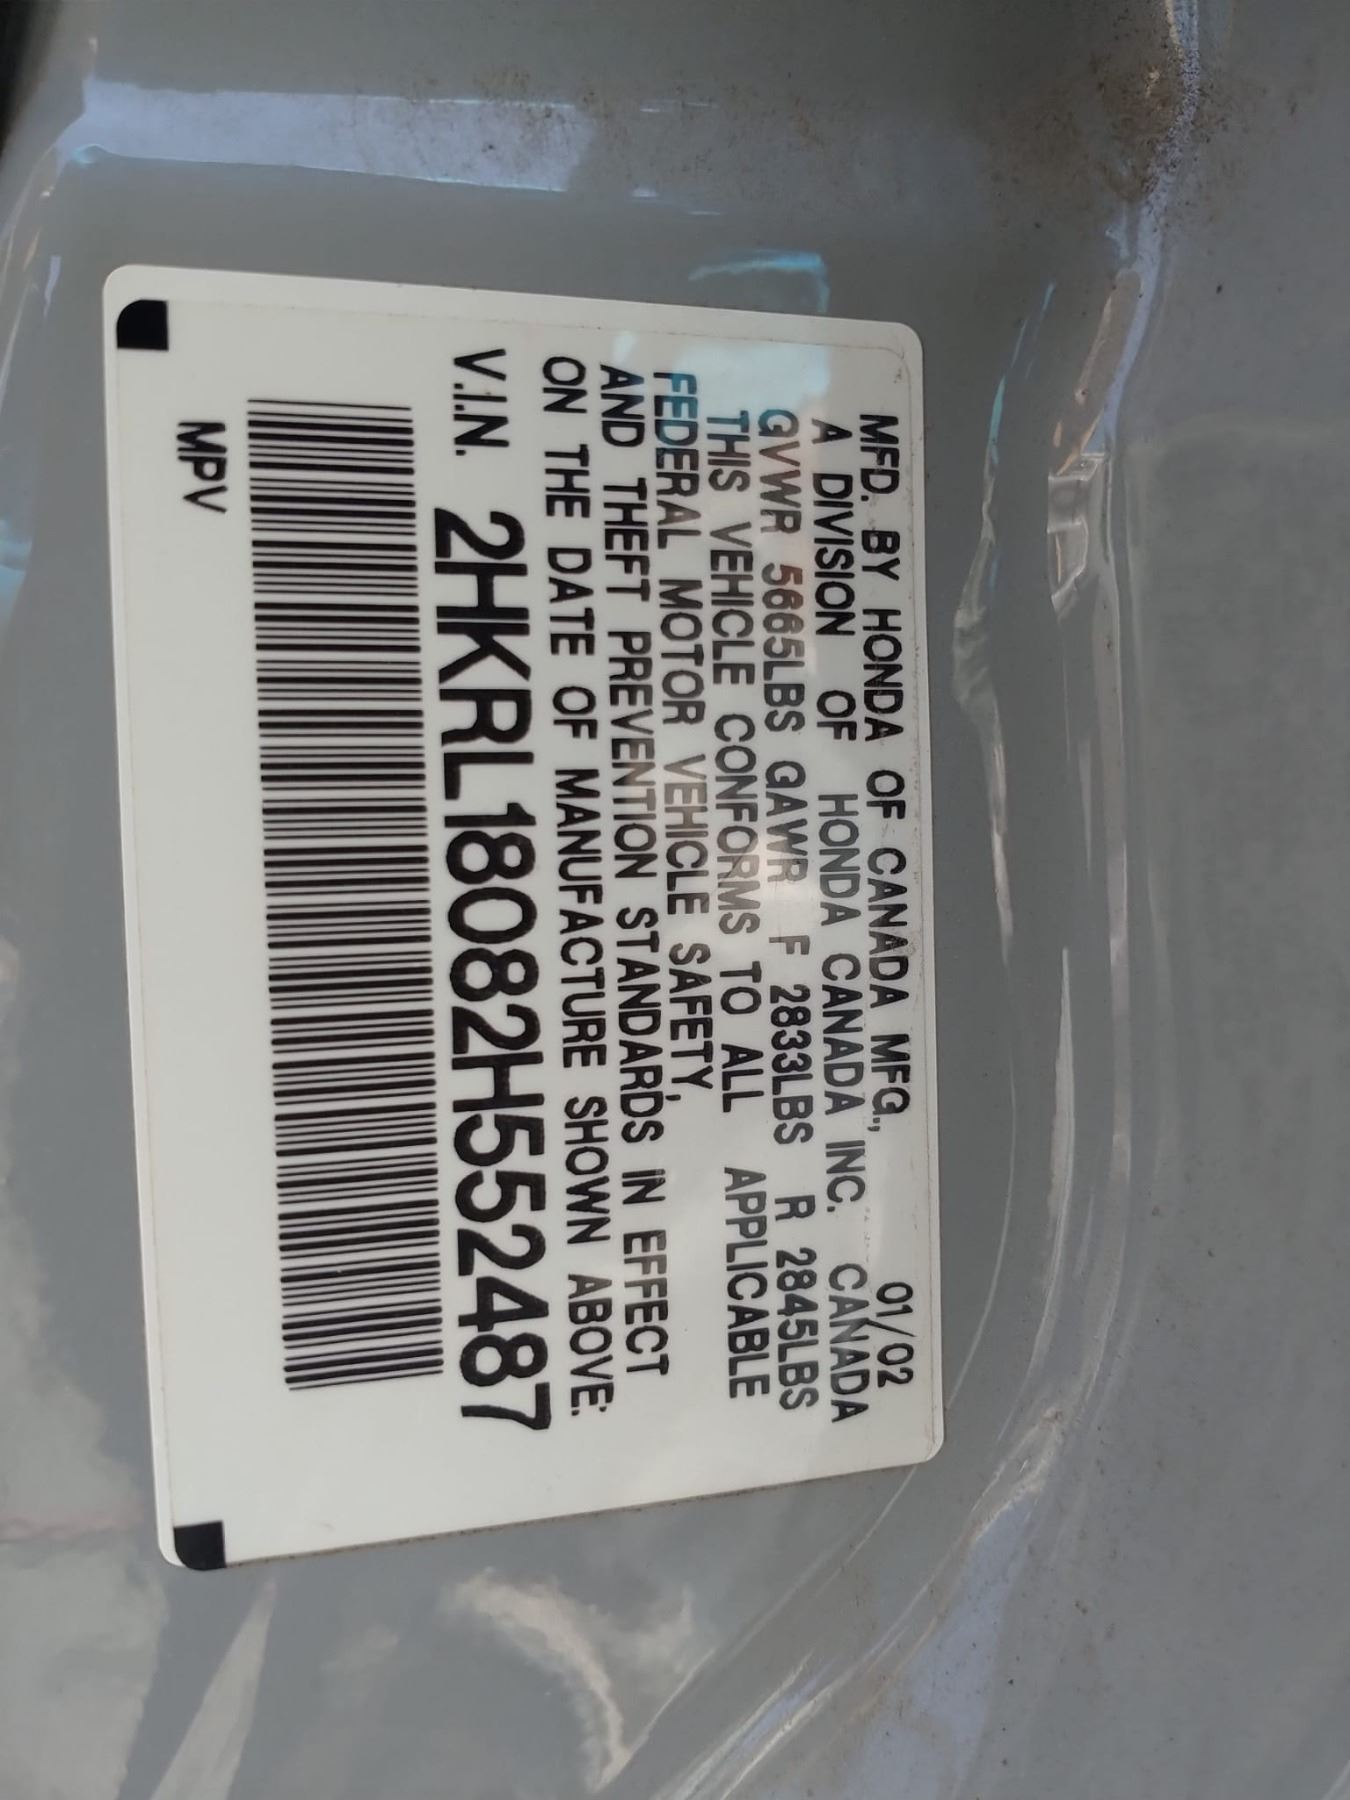 MFD. BY HONDA OF CANADA MFG., 01/02
A DIVISION OF HONDA CANADA INC. CANADA
GVWR 5665LBS GAWR F 2833LBS R 2845LBS
THIS VEHICLE CONFORMS TO ALL APPLICABLE
FEDERAL MOTOR VEHICLE SAFETY,
AND THEFT PREVENTION STANDARDS IN EFFECT
ON THE DATE OF MANUFACTURE SHOWN ABOVE.
V.I.N. 2HKRL18082H552487
MPV